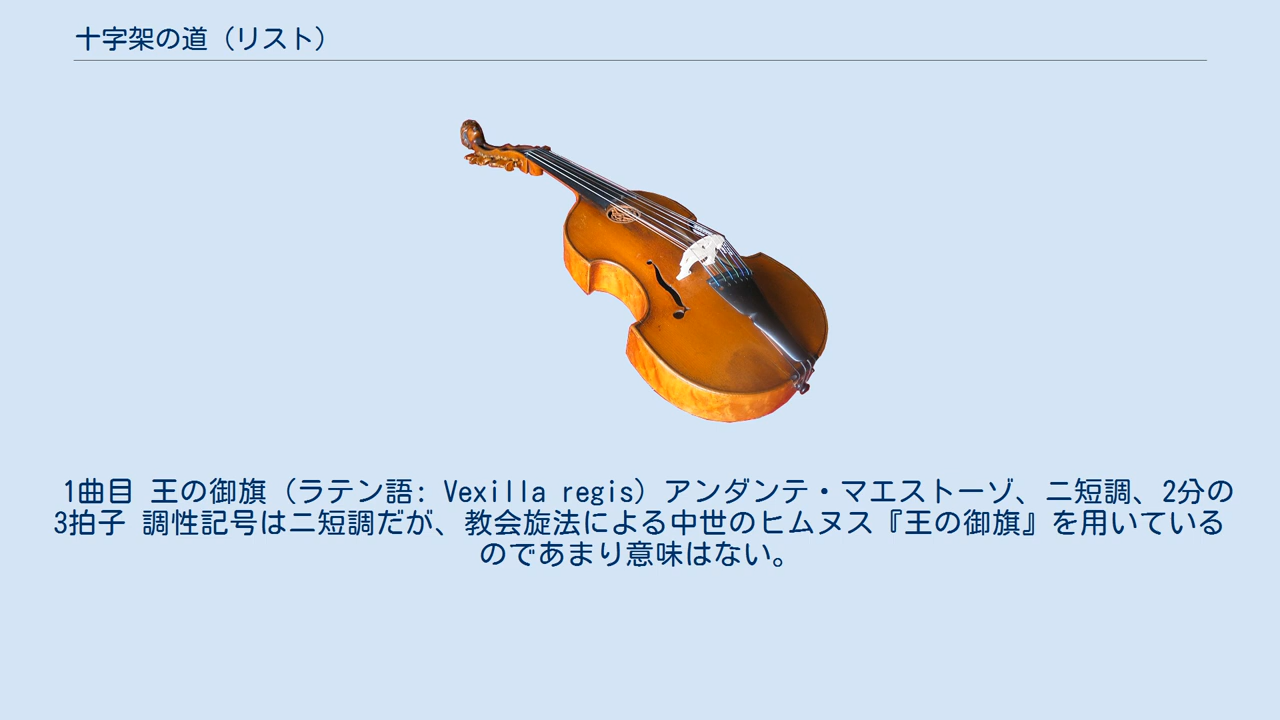 十字架の道（リスト）
1曲目 王の御旗（ラテン語: Vexilla regis）アンダンテ・マエストーゾ、ニ短調、2分の
3拍子 調性記号はニ短調だが、教会旋法による中世のヒムヌス『王の御旗』を用いている
のであまり意味はない。